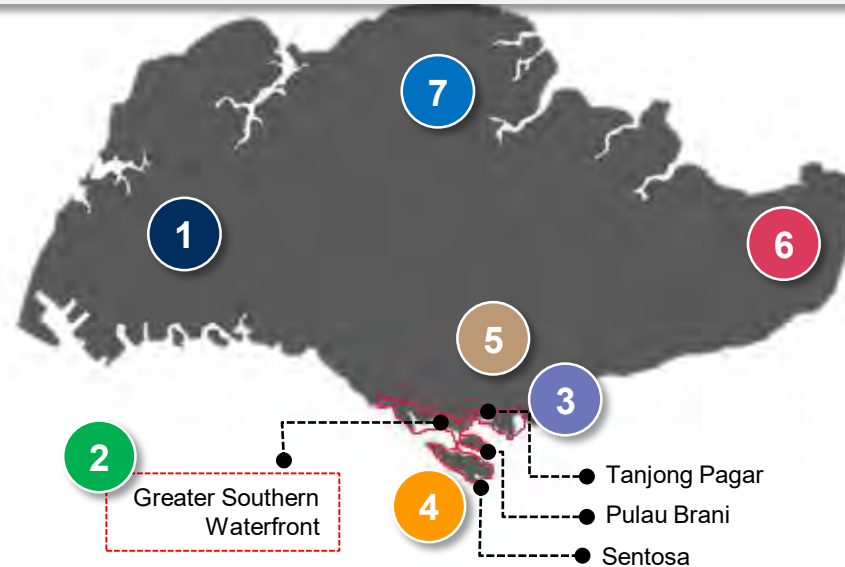 7
1
6
5
3
2
Greater Southern
Waterfront
4
Tanjong Pagar
Pulau Brani
Sentosa